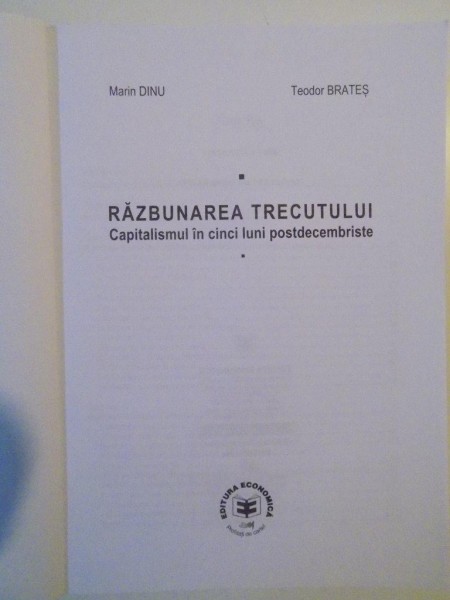 Marin DINU Teodor BRATEȘ
RĂZBUNAREA TRECUTULUI
Capitalismul în cinci luni postdecembriste
EDITURA ECONOMICĂ